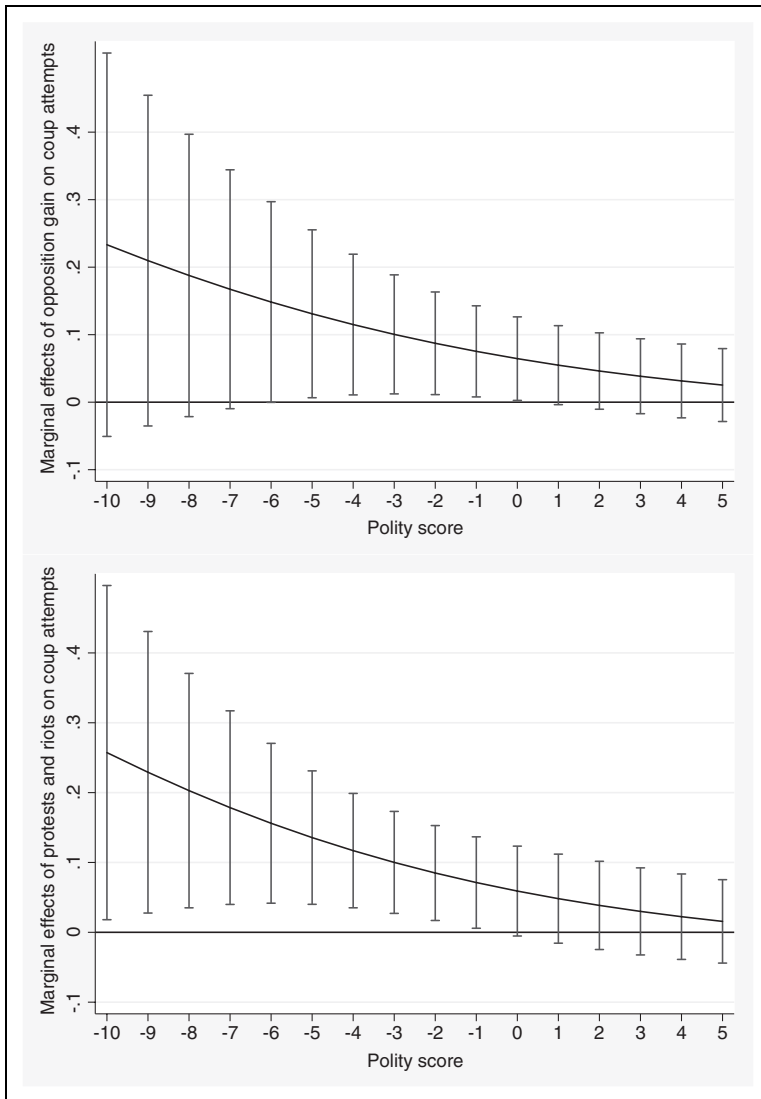 Marginal effects of opposition gain on coup attempts
.4
.3
.2
.1
0
-.1
-10 -9 -8 -7 -6 -5 -4 -3 -2 -1 0 1 2 3 4 5
Polity score
Marginal effects of protests and riots on coup attempts
.4
.3
.2
.1
0
-.1
-10 -9 -8 -7 -6 -5 -4 -3 -2 -1 0 1 2 3 4 5
Polity score